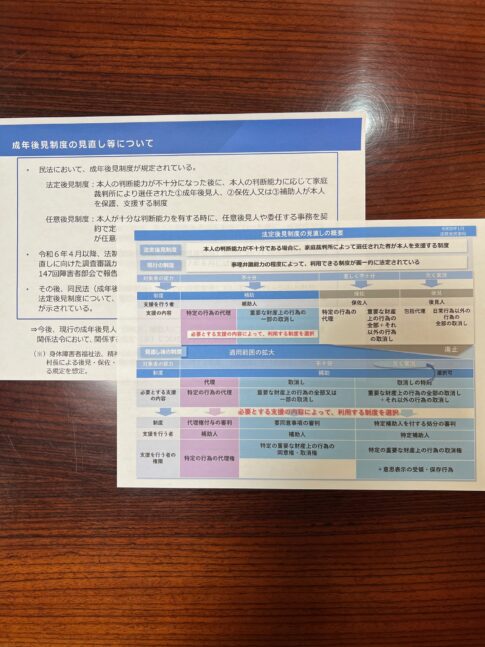 成年後見制度の見直し等について
・ 民法において、成年後見制度が規定されている。
法定後見制度：本人の判断能力が不十分になった後に、本人の判断能力に応じて家庭
裁判所により選任された①成年後見人、②保佐人又は③補助人が本人
を保護、支援する制度
任意後見制度：本人が十分な判断能力を有する時に、任意後見人や委任する事務を契
約で定
が任意
・ 令和６年４月以降、法制
直しに向けた調査審議が
147回障害者部会で報告
・ その後、同民法（成年後
法定後見制度について、
が示されている。
⇒今後、現行の成年後見人
関係法令において、関係す
（※）身体障害者福祉法、精神
村長による後見・保佐・
る規定を想定。
法定後見制度の見直しの概要
法定後見制度
本人の判断能力が不十分である場合に、家庭裁判所によって選任された者が本人を支援する制度
現行の制度
事理弁識能力の程度によって、利用できる制度が画一的に法定されている
対象者の能力 不十分 著しく不十分 欠く常況
制度 補助 保佐 後見
支援を行う者 補助人 保佐人 後見人
支援の内容 特定の行為の代理 重要な財産上の行為の一部の取消し 特定の行為の代理 重要な財産上の行為の全部＋それ以外の行為の取消し 包括代理 日常行為以外の行為の全部の取消し
必要とする支援の内容によって、利用する制度を選択
見直し後の制度
適用範囲の拡大
廃止
対象者の能力 不十分 欠く常況
制度 補助 選択可
代理 取消し 取消しの特則
必要とする支援の内容 特定の行為の代理 重要な財産上の行為の全部又は一部の取消し 重要な財産上の行為の全部の取消し＋それ以外の行為の取消し
必要とする支援の内容によって、利用する制度を選択
制度 代理権付与の審判 要同意事項の審判 特定補助人を付する処分の審判
支援を行う者 補助人 補助人 特定補助人
支援を行う者の権限 特定の行為の代理権 特定の重要な財産上の行為の同意権・取消権 特定の重要な財産上の行為の取消権
＋意思表示の受領・保存行為